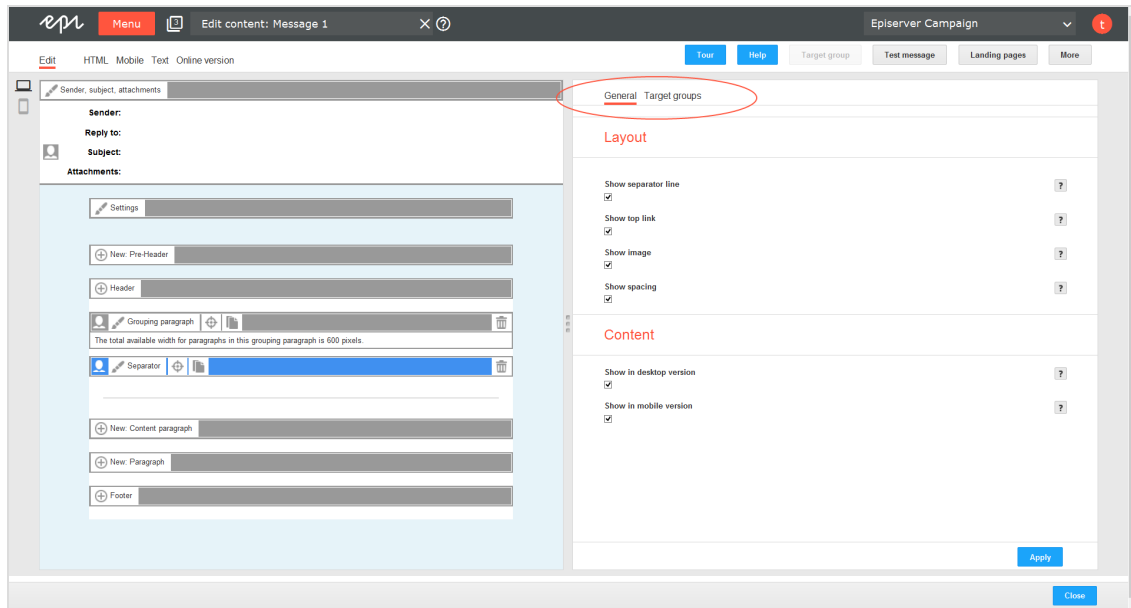 epi Menu 3 Edit content: Message 1 Episerver Campaign t
Edit HTML Mobile Text Online version Tour Help Target group Test message Landing pages More
Sender, subject, attachments
Sender:
Reply to:
Subject:
Attachments:
Settings
New: Pre-Header
Header
Grouping paragraph
The total available width for paragraphs in this grouping paragraph is 600 pixels.
Separator
New: Content paragraph
New: Paragraph
Footer
General Target groups
Layout
Show separator line ?
Show top link ?
Show image ?
Show spacing ?
Content
Show in desktop version ?
Show in mobile version ?
Apply
Close